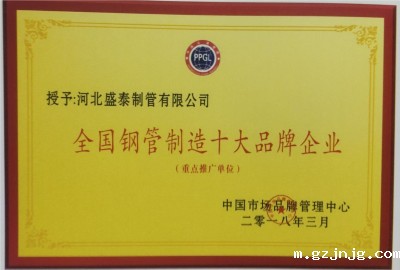 PPGL
授予:河北盛泰制管有限公司
全国钢管制造十大品牌企业
(重点推广单位)
中国市场品牌管理中心
二零一八年三月
m.gzjnjg.com